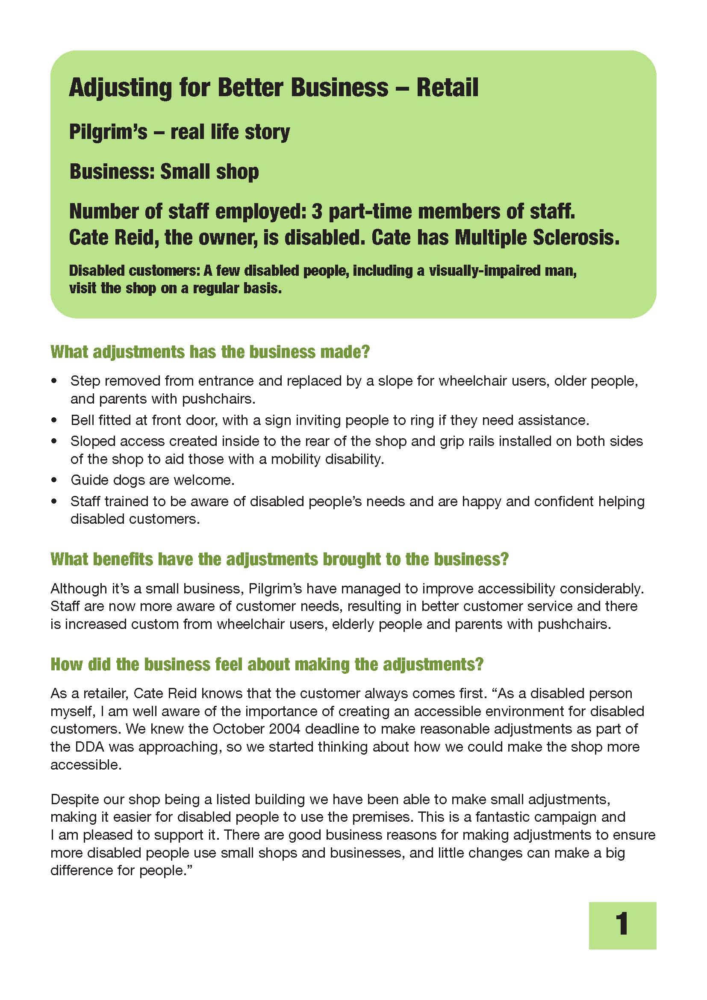 Adjusting for Better Business – Retail
Pilgrim’s – real life story
Business: Small shop
Number of staff employed: 3 part-time members of staff.
Cate Reid, the owner, is disabled. Cate has Multiple Sclerosis.
Disabled customers: A few disabled people, including a visually-impaired man,
visit the shop on a regular basis.
What adjustments has the business made?
• Step removed from entrance and replaced by a slope for wheelchair users, older people,
and parents with pushchairs.
• Bell fitted at front door, with a sign inviting people to ring if they need assistance.
• Sloped access created inside to the rear of the shop and grip rails installed on both sides
of the shop to aid those with a mobility disability.
• Guide dogs are welcome.
• Staff trained to be aware of disabled people’s needs and are happy and confident helping
disabled customers.
What benefits have the adjustments brought to the business?
Although it’s a small business, Pilgrim’s have managed to improve accessibility considerably.
Staff are now more aware of customer needs, resulting in better customer service and there
is increased custom from wheelchair users, elderly people and parents with pushchairs.
How did the business feel about making the adjustments?
As a retailer, Cate Reid knows that the customer always comes first. “As a disabled person
myself, I am well aware of the importance of creating an accessible environment for disabled
customers. We knew the October 2004 deadline to make reasonable adjustments as part of
the DDA was approaching, so we started thinking about how we could make the shop more
accessible.
Despite our shop being a listed building we have been able to make small adjustments,
making it easier for disabled people to use the premises. This is a fantastic campaign and
I am pleased to support it. There are good business reasons for making adjustments to ensure
more disabled people use small shops and businesses, and little changes can make a big
difference for people.”
1